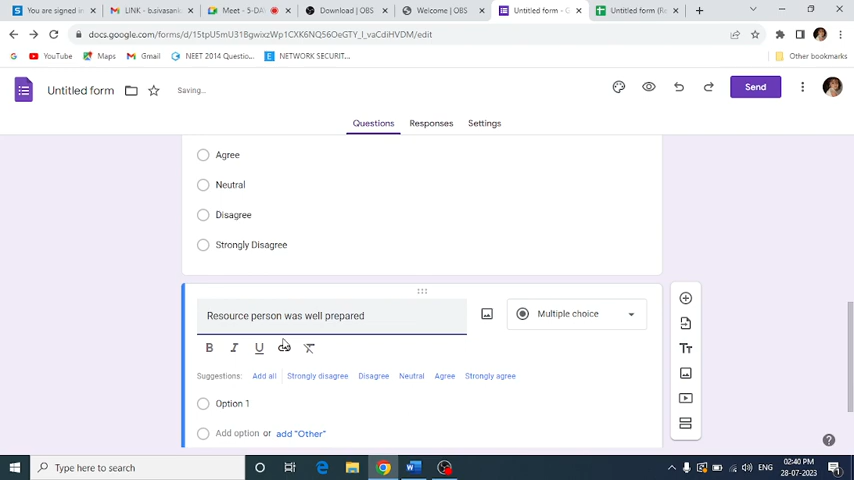 You are signed in
LINK - b.sivasank
Meet - 5-DAY
Download | OBS
Welcome | OBS
Untitled form - G
Untitled form (Re
docs.google.com/forms/d/15tpU5mU31BgwixzWp1CXK6NQ56OeGTY_I_vaCdiHVDM/edit
YouTube
Maps
Gmail
NEET 2014 Questio...
NETWORK SECURIT...
Other bookmarks
Untitled form
Saving...
Send
Questions
Responses
Settings
Agree
Neutral
Disagree
Strongly Disagree
Resource person was well prepared
Multiple choice
B I U
Suggestions: Add all Strongly disagree Disagree Neutral Agree Strongly agree
Option 1
Add option or add "Other"
Type here to search
ENG
02:40 PM
28-07-2023